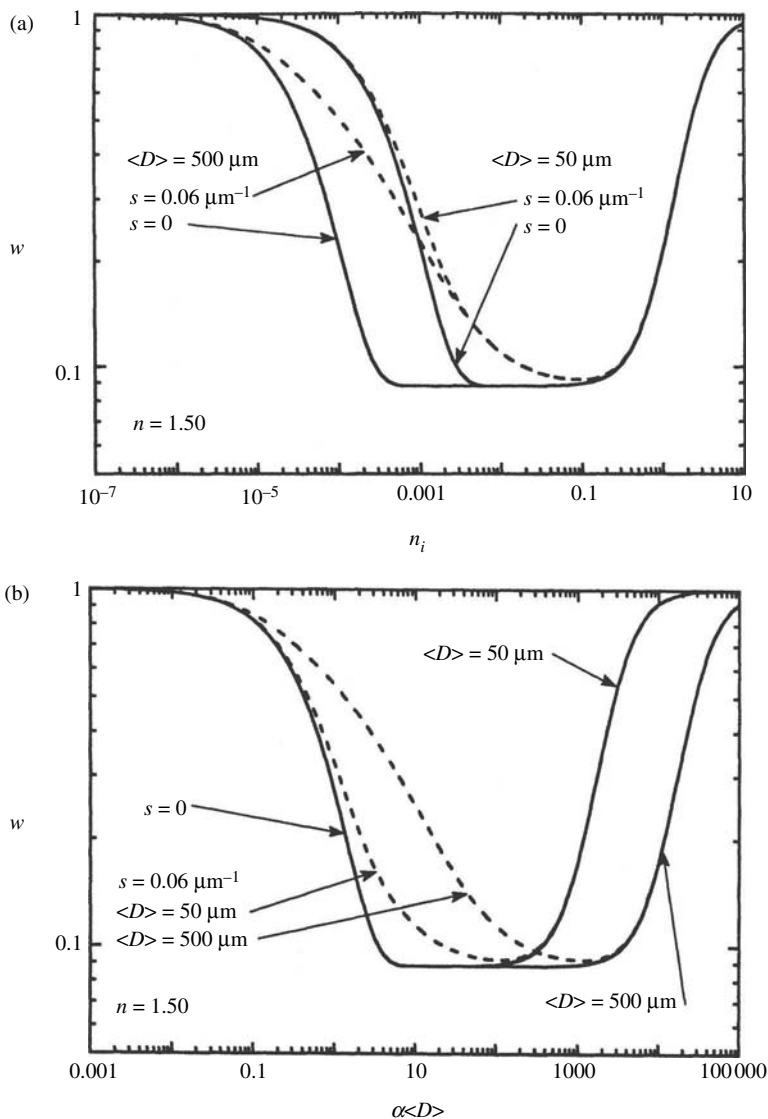 (a)
1
<D> = 500 μm
<D> = 50 μm
s = 0.06 μm⁻¹
s = 0.06 μm⁻¹
s = 0
s = 0
w
0.1
n = 1.50
10⁻⁷
10⁻⁵
0.001
0.1
10
nᵢ
(b)
1
<D> = 50 μm
s = 0
w
s = 0.06 μm⁻¹
<D> = 50 μm
<D> = 500 μm
0.1
<D> = 500 μm
n = 1.50
0.001
0.1
10
1000
100000
α<D>